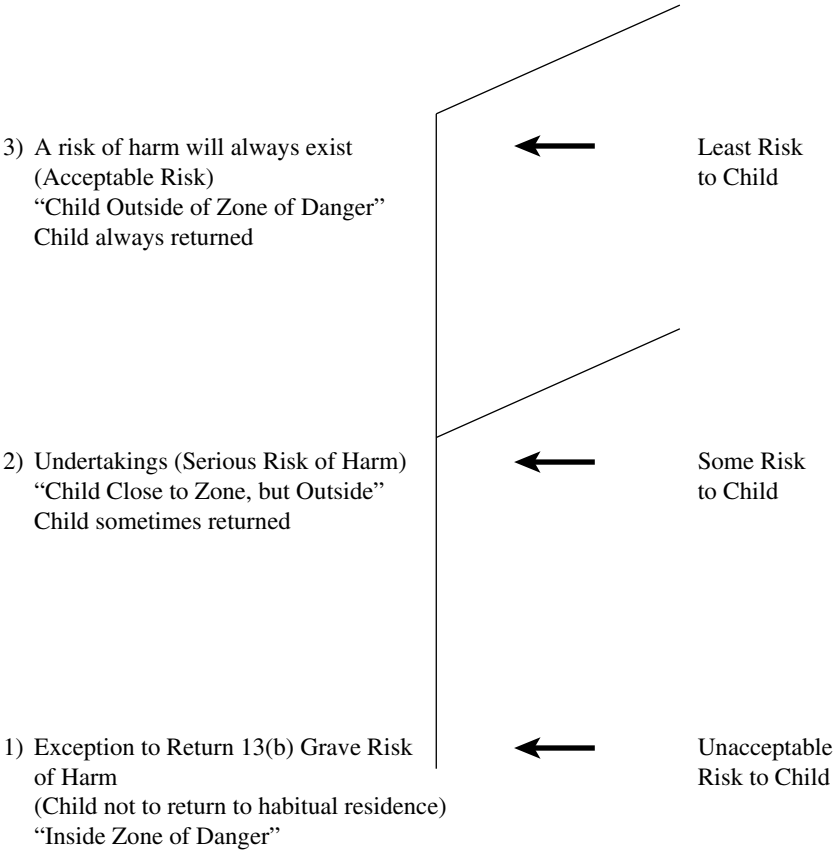 3) A risk of harm will always exist
(Acceptable Risk)
“Child Outside of Zone of Danger”
Child always returned
Least Risk
to Child
2) Undertakings (Serious Risk of Harm)
“Child Close to Zone, but Outside”
Child sometimes returned
Some Risk
to Child
1) Exception to Return 13(b) Grave Risk
of Harm
(Child not to return to habitual residence)
“Inside Zone of Danger”
Unacceptable
Risk to Child